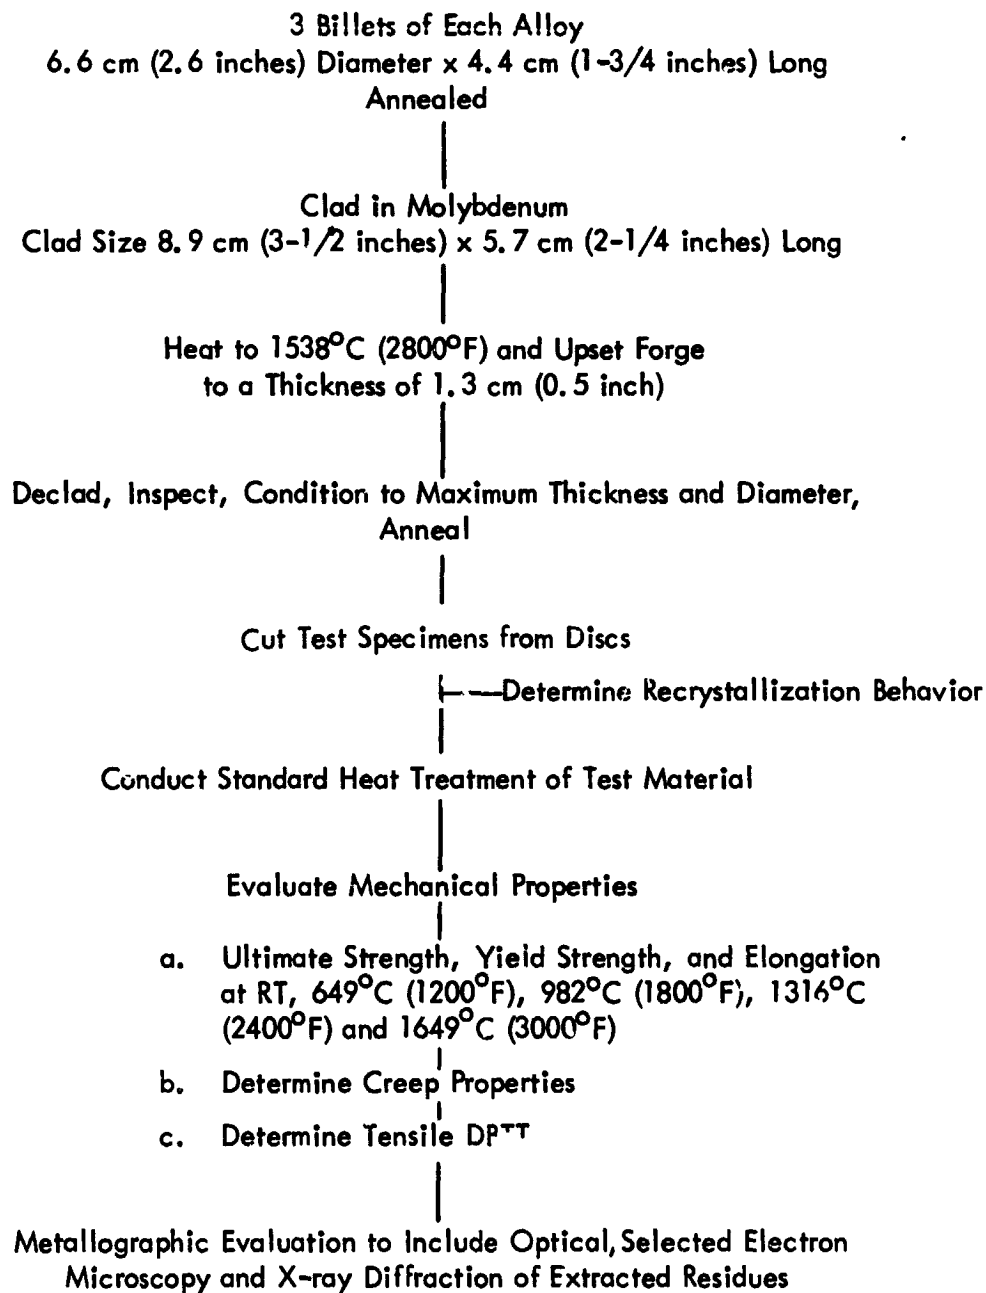 3 Billets of Each Alloy
6.6 cm (2.6 inches) Diameter x 4.4 cm (1-3/4 inches) Long
Annealed
Clad in Molybdenum
Clad Size 8.9 cm (3-1/2 inches) x 5.7 cm (2-1/4 inches) Long
Heat to 1538°C (2800°F) and Upset Forge
to a Thickness of 1.3 cm (0.5 inch)
Declad, Inspect, Condition to Maximum Thickness and Diameter,
Anneal
Cut Test Specimens from Discs
Determine Recrystallization Behavior
Conduct Standard Heat Treatment of Test Material
Evaluate Mechanical Properties
a. Ultimate Strength, Yield Strength, and Elongation
at RT, 649°C (1200°F), 982°C (1800°F), 1316°C
(2400°F) and 1649°C (3000°F)
b. Determine Creep Properties
c. Determine Tensile
Metallographic Evaluation to Include Optical, Selected Electron
Microscopy and X-ray Diffraction of Extracted Residues